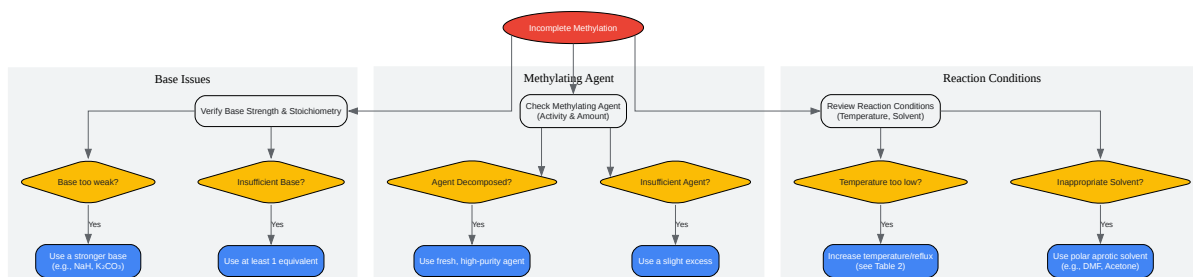 Incomplete Methylation
Base Issues
Methylating Agent
Reaction Conditions
Verify Base Strength & Stoichiometry
Check Methylating Agent
(Activity & Amount)
Review Reaction Conditions
(Temperature, Solvent)
Base too weak?
Insufficient Base?
Agent Decomposed?
Insufficient Agent?
Temperature too low?
Inappropriate Solvent?
Yes
Yes
Yes
Yes
Yes
Yes
Use a stronger base
(e.g., NaH, K₂CO₃)
Use at least 1 equivalent
Use fresh, high-purity agent
Use a slight excess
Increase temperature/reflux
(see Table 2)
Use polar aprotic solvent
(e.g., DMF, Acetone)